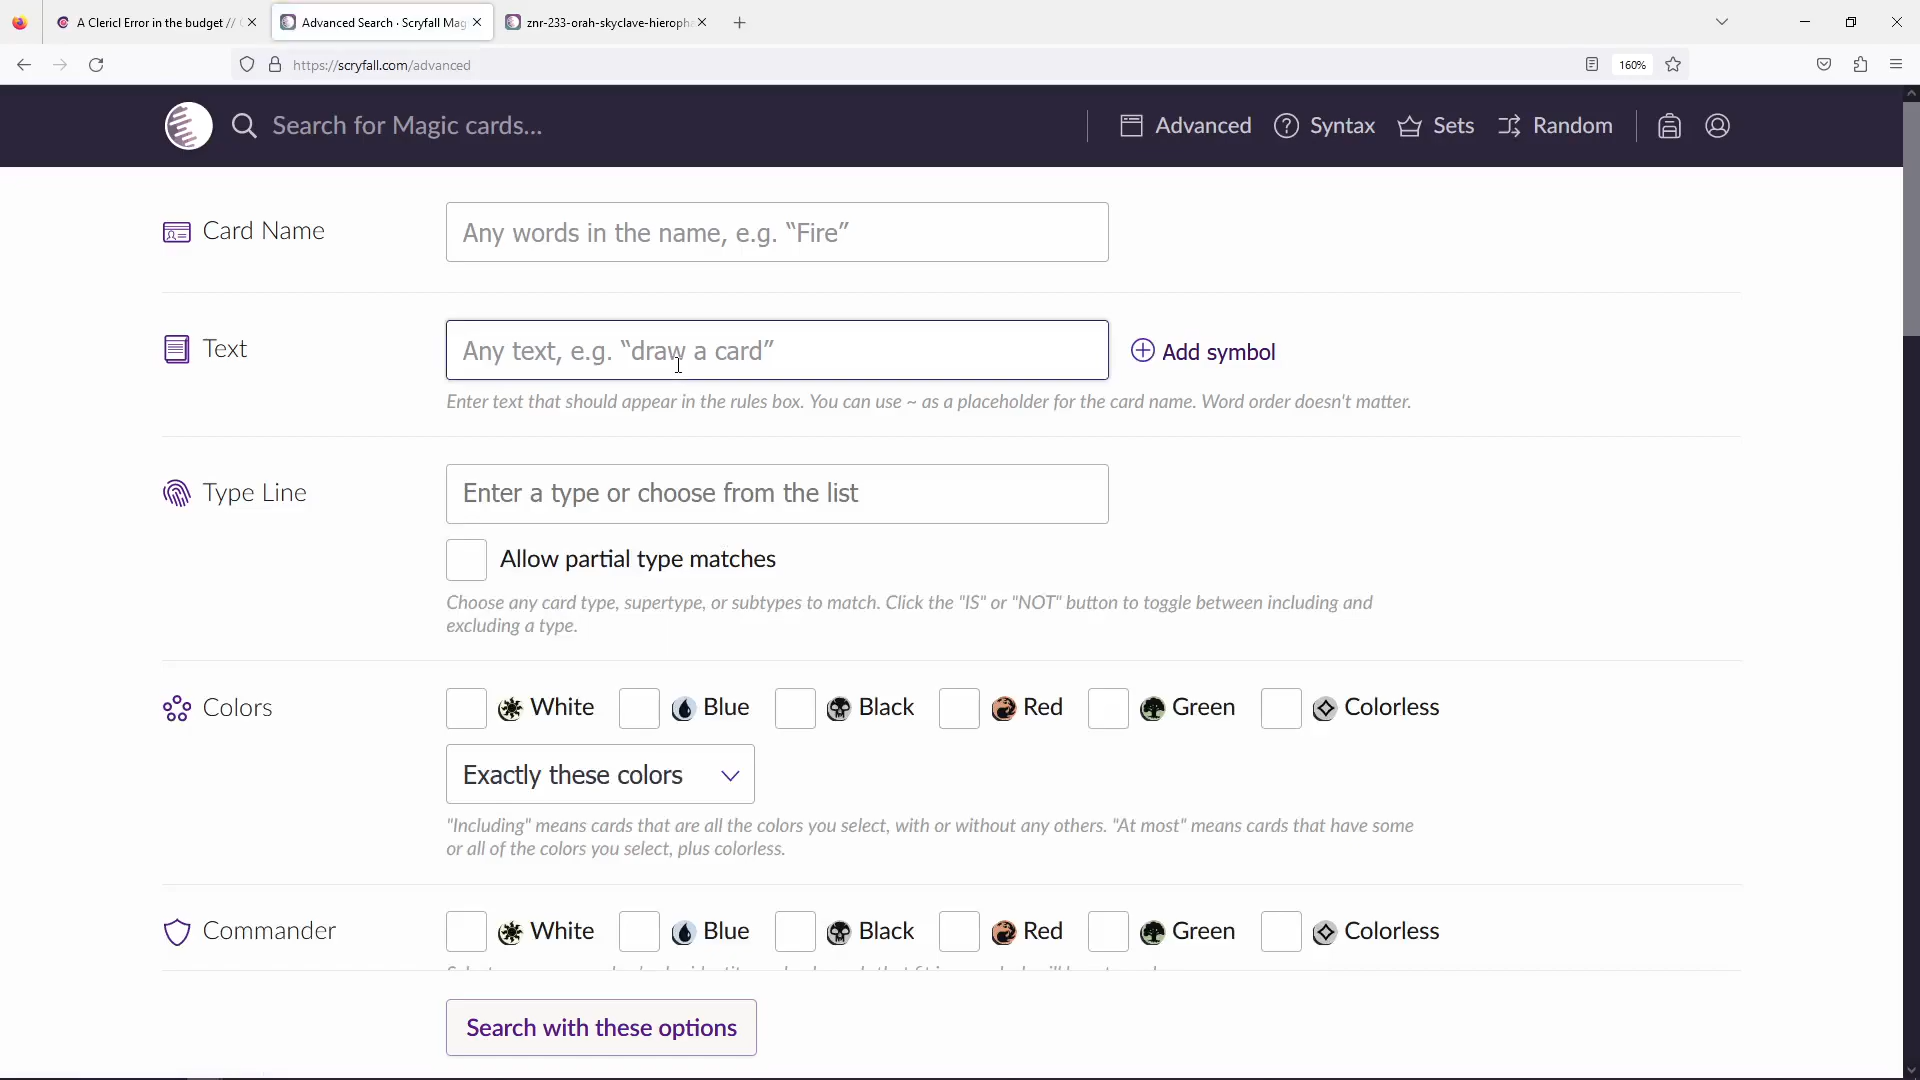 A Clericl Error in the budget //
Advanced Search · Scryfall Mag
znr-233-orah-skyclave-hieroph
https://scryfall.com/advanced
160%
Search for Magic cards...
Advanced
Syntax
Sets
Random
Card Name
Any words in the name, e.g. “Fire”
Text
Any text, e.g. “draw a card”
Add symbol
Enter text that should appear in the rules box. You can use ~ as a placeholder for the card name. Word order doesn't matter.
Type Line
Enter a type or choose from the list
Allow partial type matches
Choose any card type, supertype, or subtypes to match. Click the "IS" or "NOT" button to toggle between including and
excluding a type.
Colors
White
Blue
Black
Red
Green
Colorless
Exactly these colors
"Including" means cards that are all the colors you select, with or without any others. "At most" means cards that have some
or all of the colors you select, plus colorless.
Commander
White
Blue
Black
Red
Green
Colorless
Search with these options